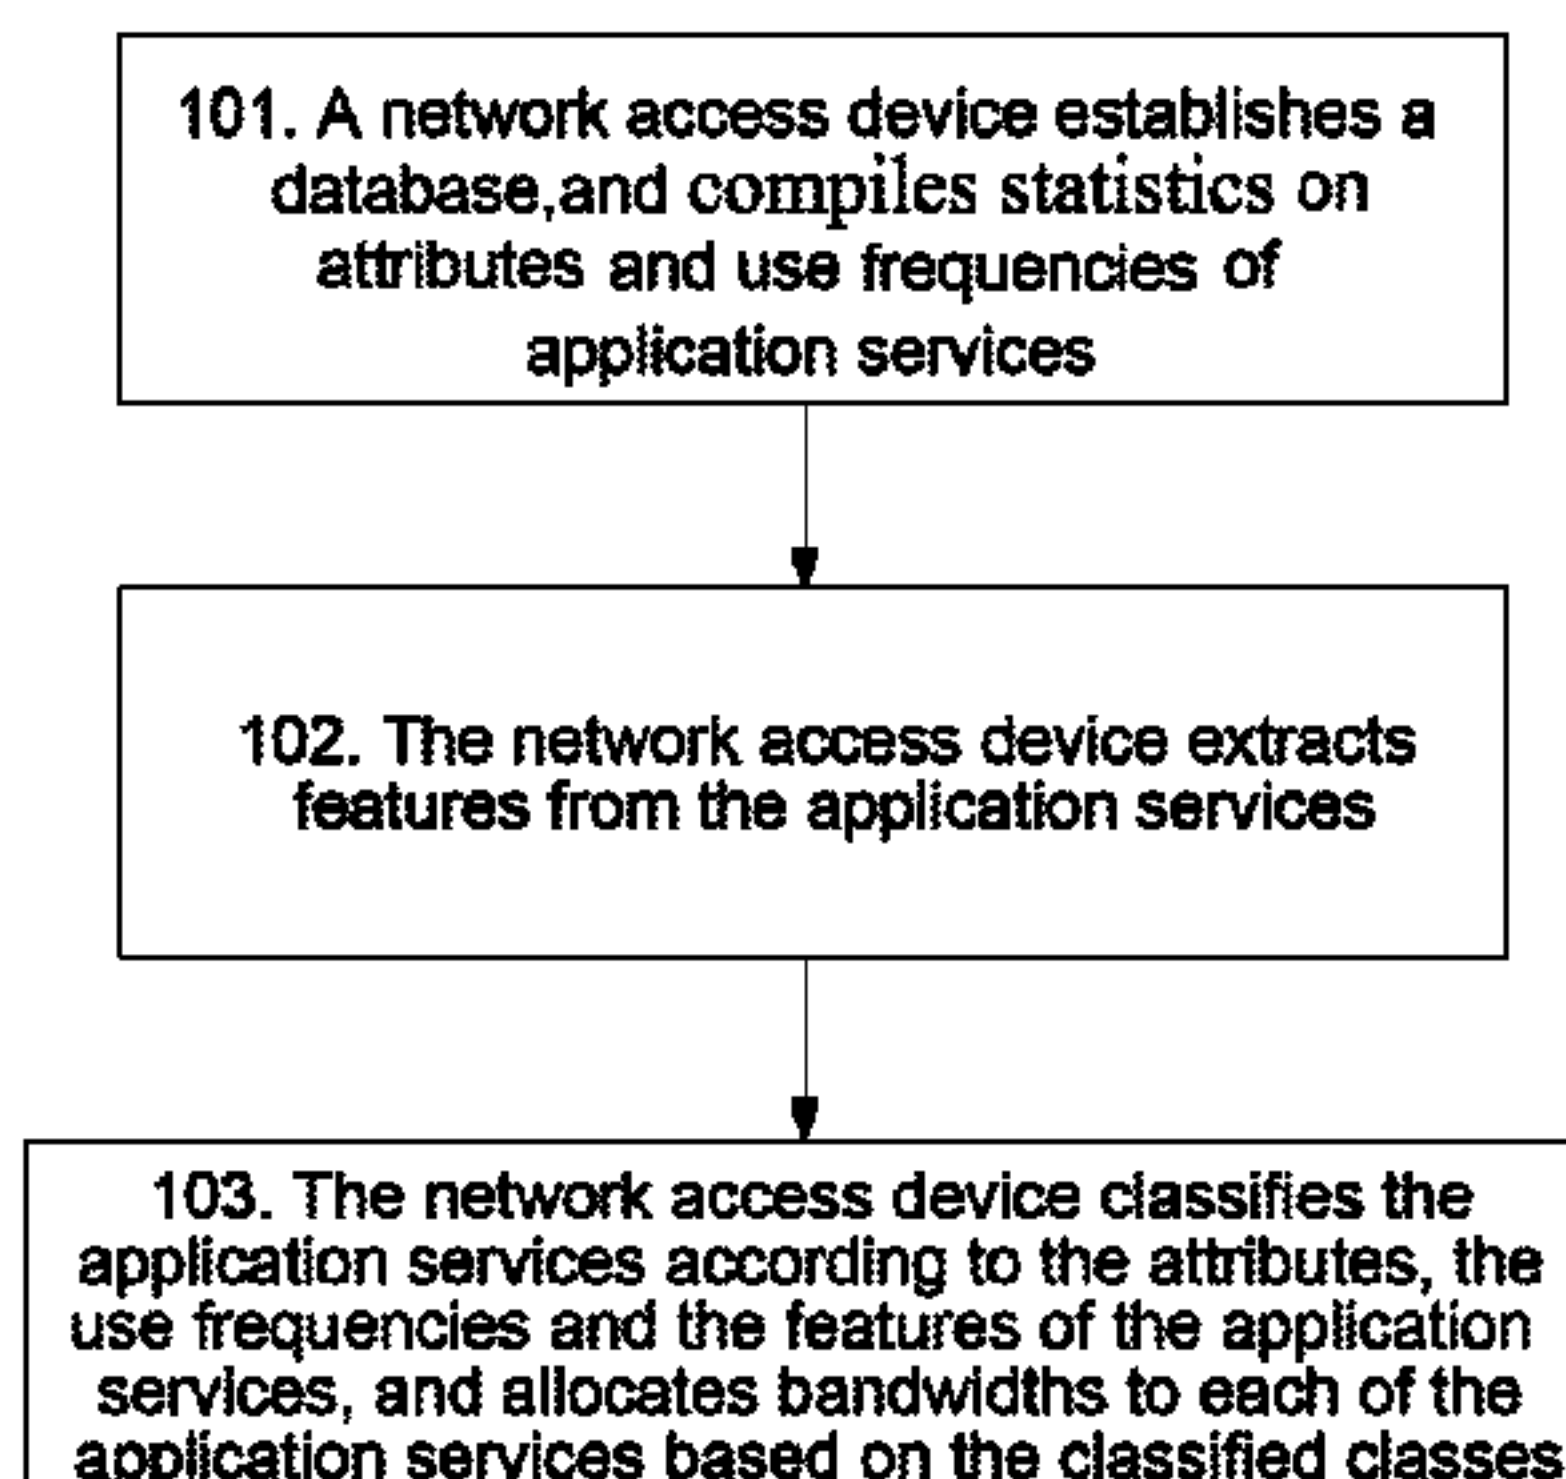 101. A network access device establishes a
database,and compiles statistics on
attributes and use frequencies of
application services
102. The network access device extracts
features from the application services
103. The network access device classifies the
application services according to the attributes, the
use frequencies and the features of the application
services, and allocates bandwidths to each of the
application services based on the classified classes